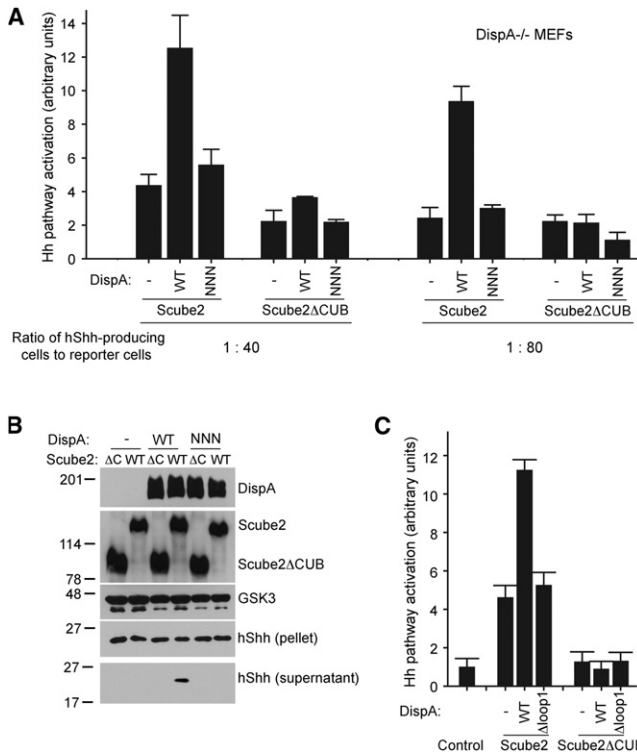 A
Hh pathway activation (arbitrary units)
14
12
10
8
6
4
2
0
DispA-/- MEFs
DispA: - WT NNN - WT NNN - WT NNN - WT NNN
Scube2 Scube2ΔCUB Scube2 Scube2ΔCUB
Ratio of hShh-producing
cells to reporter cells
1 : 40 1 : 80
B
DispA: - WT NNN
Scube2: ΔC WT ΔC WT ΔC WT
201
DispA
Scube2
114
Scube2ΔCUB
78
48
GSK3
27
hShh (pellet)
27
hShh (supernatant)
17
C
Hh pathway activation (arbitrary units)
12
10
8
6
4
2
0
DispA: - WT Δloop1 - WT Δloop1
Control Scube2 Scube2ΔCUB